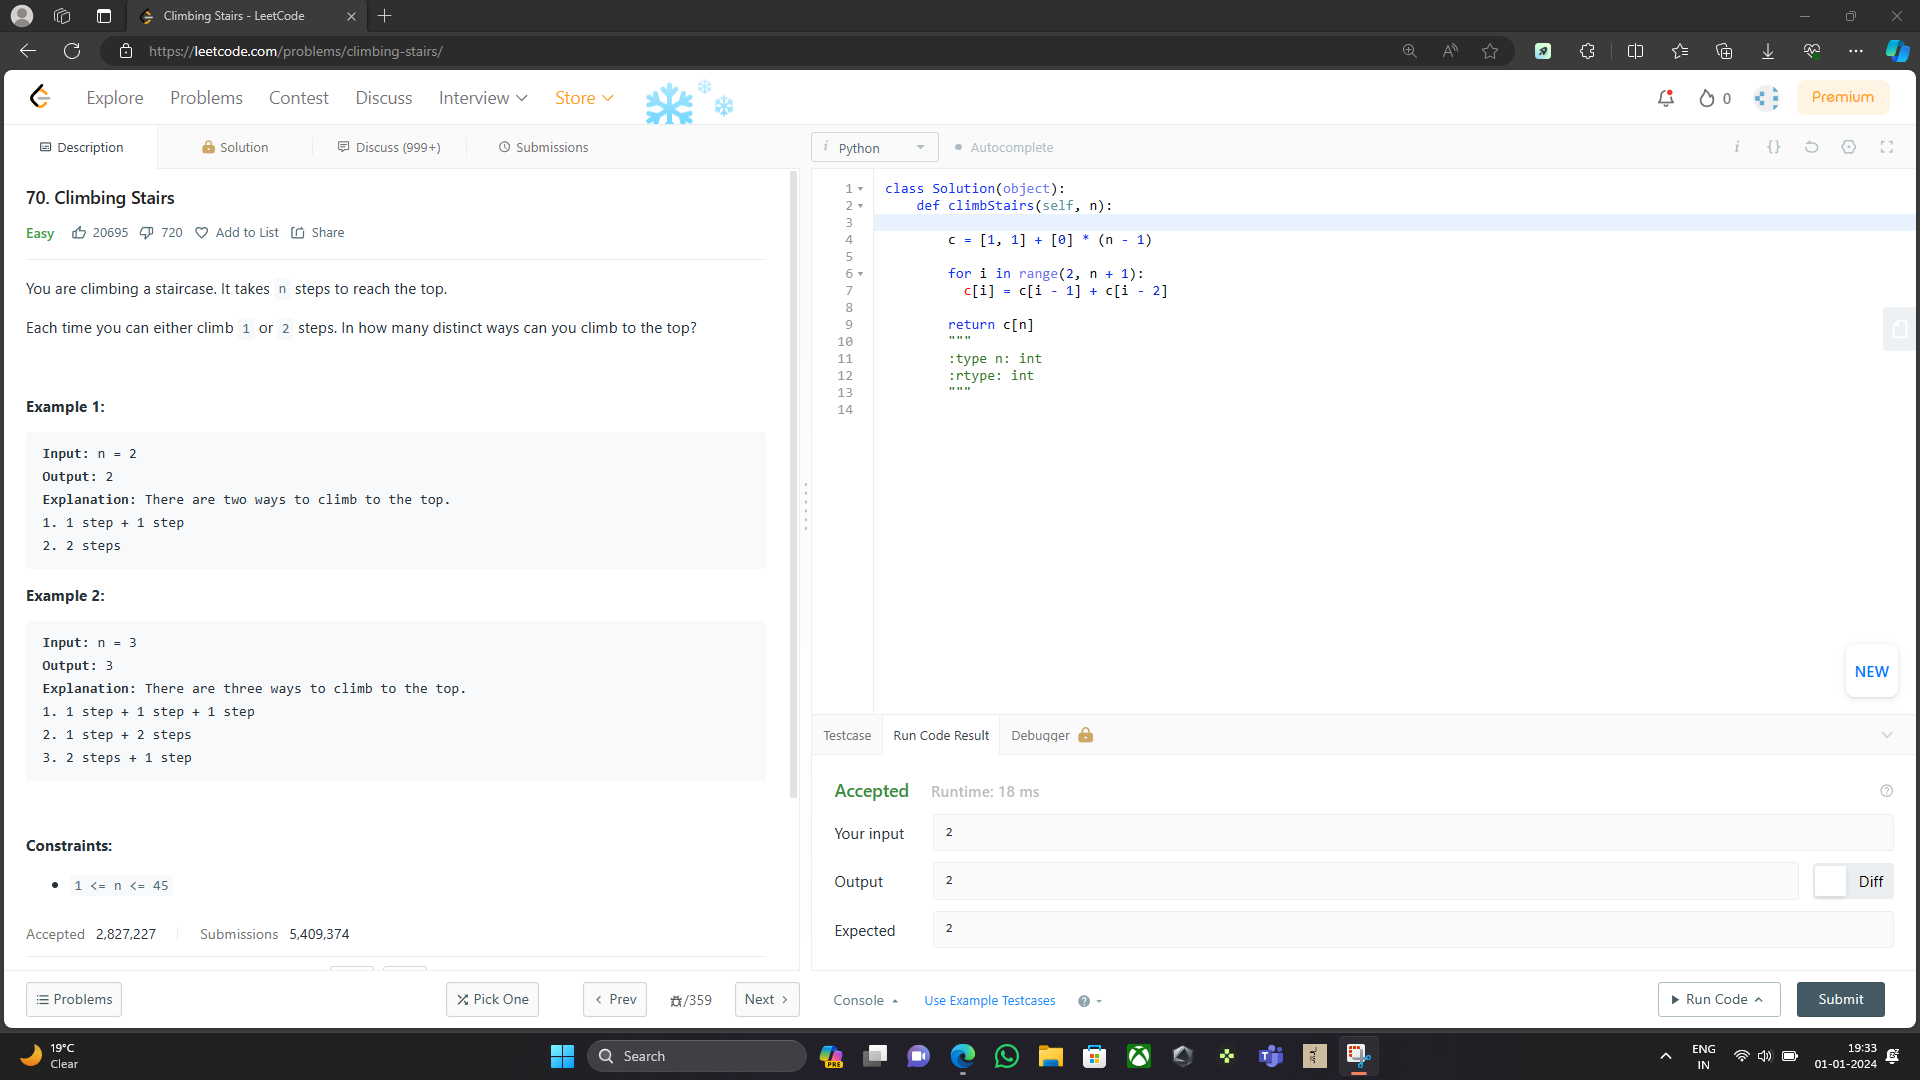 Climbing Stairs - LeetCode
https://leetcode.com/problems/climbing-stairs/
Explore Problems Contest Discuss Interview Store 0 Premium
Description Solution Discuss (999+) Submissions
70. Climbing Stairs
Easy 20695 720 Add to List Share
You are climbing a staircase. It takes n steps to reach the top.
Each time you can either climb 1 or 2 steps. In how many distinct ways can you climb to the top?
Example 1:
Input: n = 2
Output: 2
Explanation: There are two ways to climb to the top.
1. 1 step + 1 step
2. 2 steps
Example 2:
Input: n = 3
Output: 3
Explanation: There are three ways to climb to the top.
1. 1 step + 1 step + 1 step
2. 1 step + 2 steps
3. 2 steps + 1 step
Constraints:
1 <= n <= 45
Accepted 2,827,227 Submissions 5,409,374
Problems Pick One Prev /359 Next
i Python Autocomplete i {}
1 class Solution(object):
2 def climbStairs(self, n):
3
4 c = [1, 1] + [0] * (n - 1)
5
6 for i in range(2, n + 1):
7 c[i] = c[i - 1] + c[i - 2]
8
9 return c[n]
10 """
11 :type n: int
12 :rtype: int
13 """
14
NEW
Testcase Run Code Result Debugger
Accepted Runtime: 18 ms
Your input 2
Output 2 Diff
Expected 2
Console Use Example Testcases Run Code Submit
19°C
Clear
Search
PRE
ENG
IN
19:33
01-01-2024